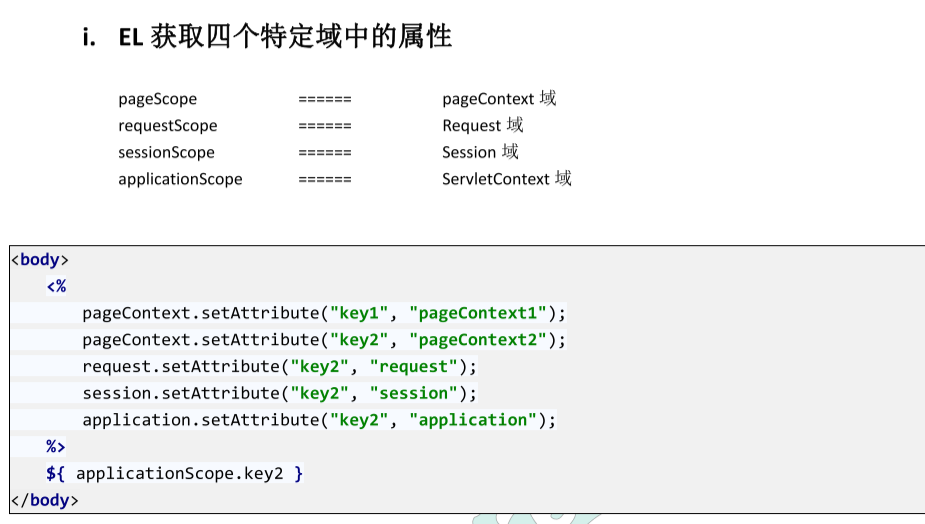 i. EL 获取四个特定域中的属性
pageScope ====== pageContext 域
requestScope ====== Request 域
sessionScope ====== Session 域
applicationScope ====== ServletContext 域
<body>
<%
pageContext.setAttribute("key1", "pageContext1");
pageContext.setAttribute("key2", "pageContext2");
request.setAttribute("key2", "request");
session.setAttribute("key2", "session");
application.setAttribute("key2", "application");
%>
${ applicationScope.key2 }
</body>